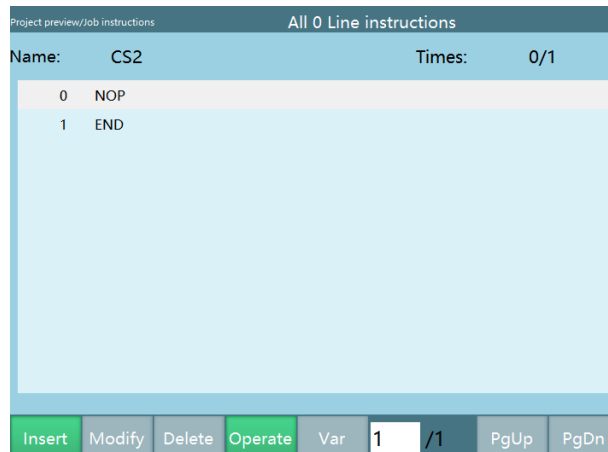 Project preview/Job instructions All 0 Line instructions
Name: CS2 Times: 0/1
0 NOP
1 END
Insert Modify Delete Operate Var 1 /1 PgUp PgDn